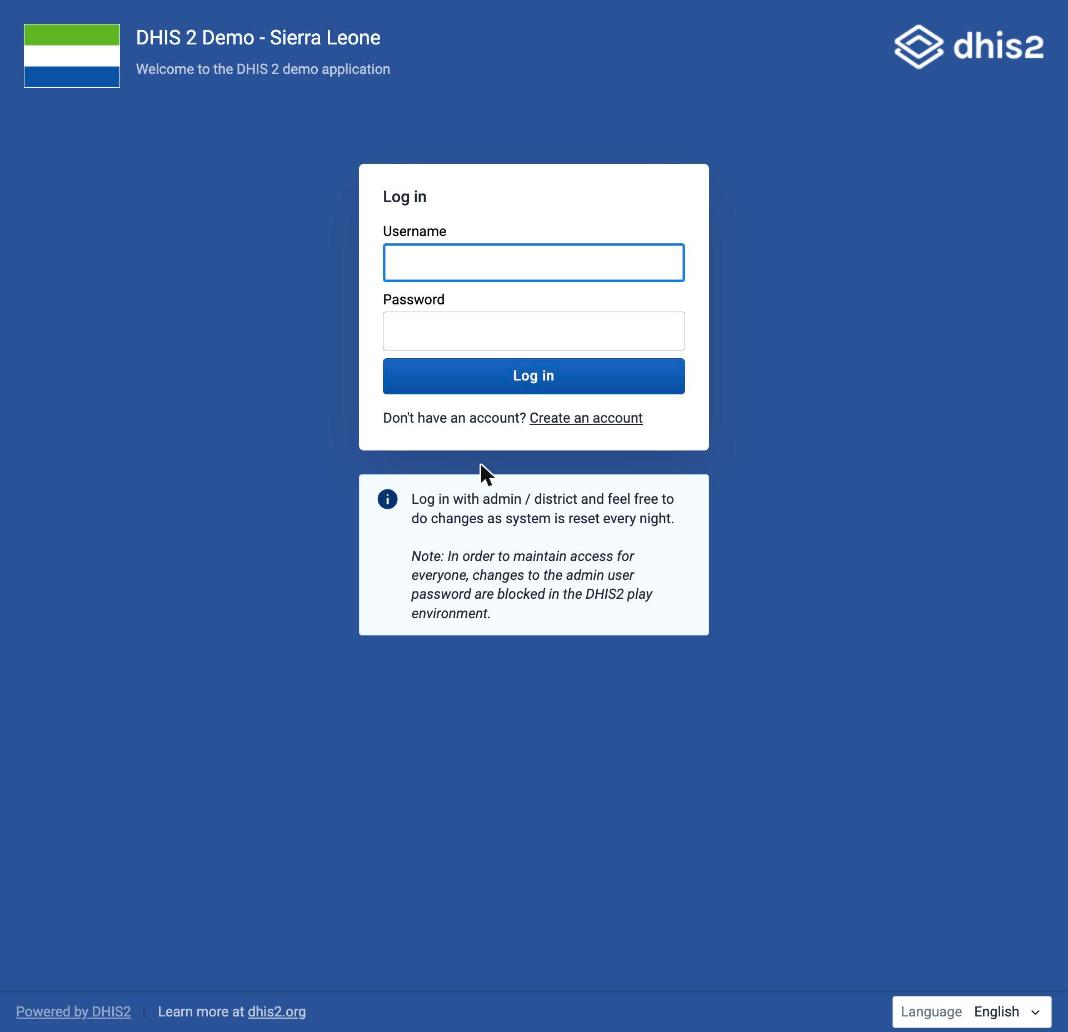 DHIS 2 Demo - Sierra Leone
Welcome to the DHIS 2 demo application
dhis2
Log in
Username
Password
Log in
Don't have an account? Create an account
Log in with admin / district and feel free to
do changes as system is reset every night.
Note: In order to maintain access for
everyone, changes to the admin user
password are blocked in the DHIS2 play
environment.
Powered by DHIS2
Learn more at dhis2.org
Language English